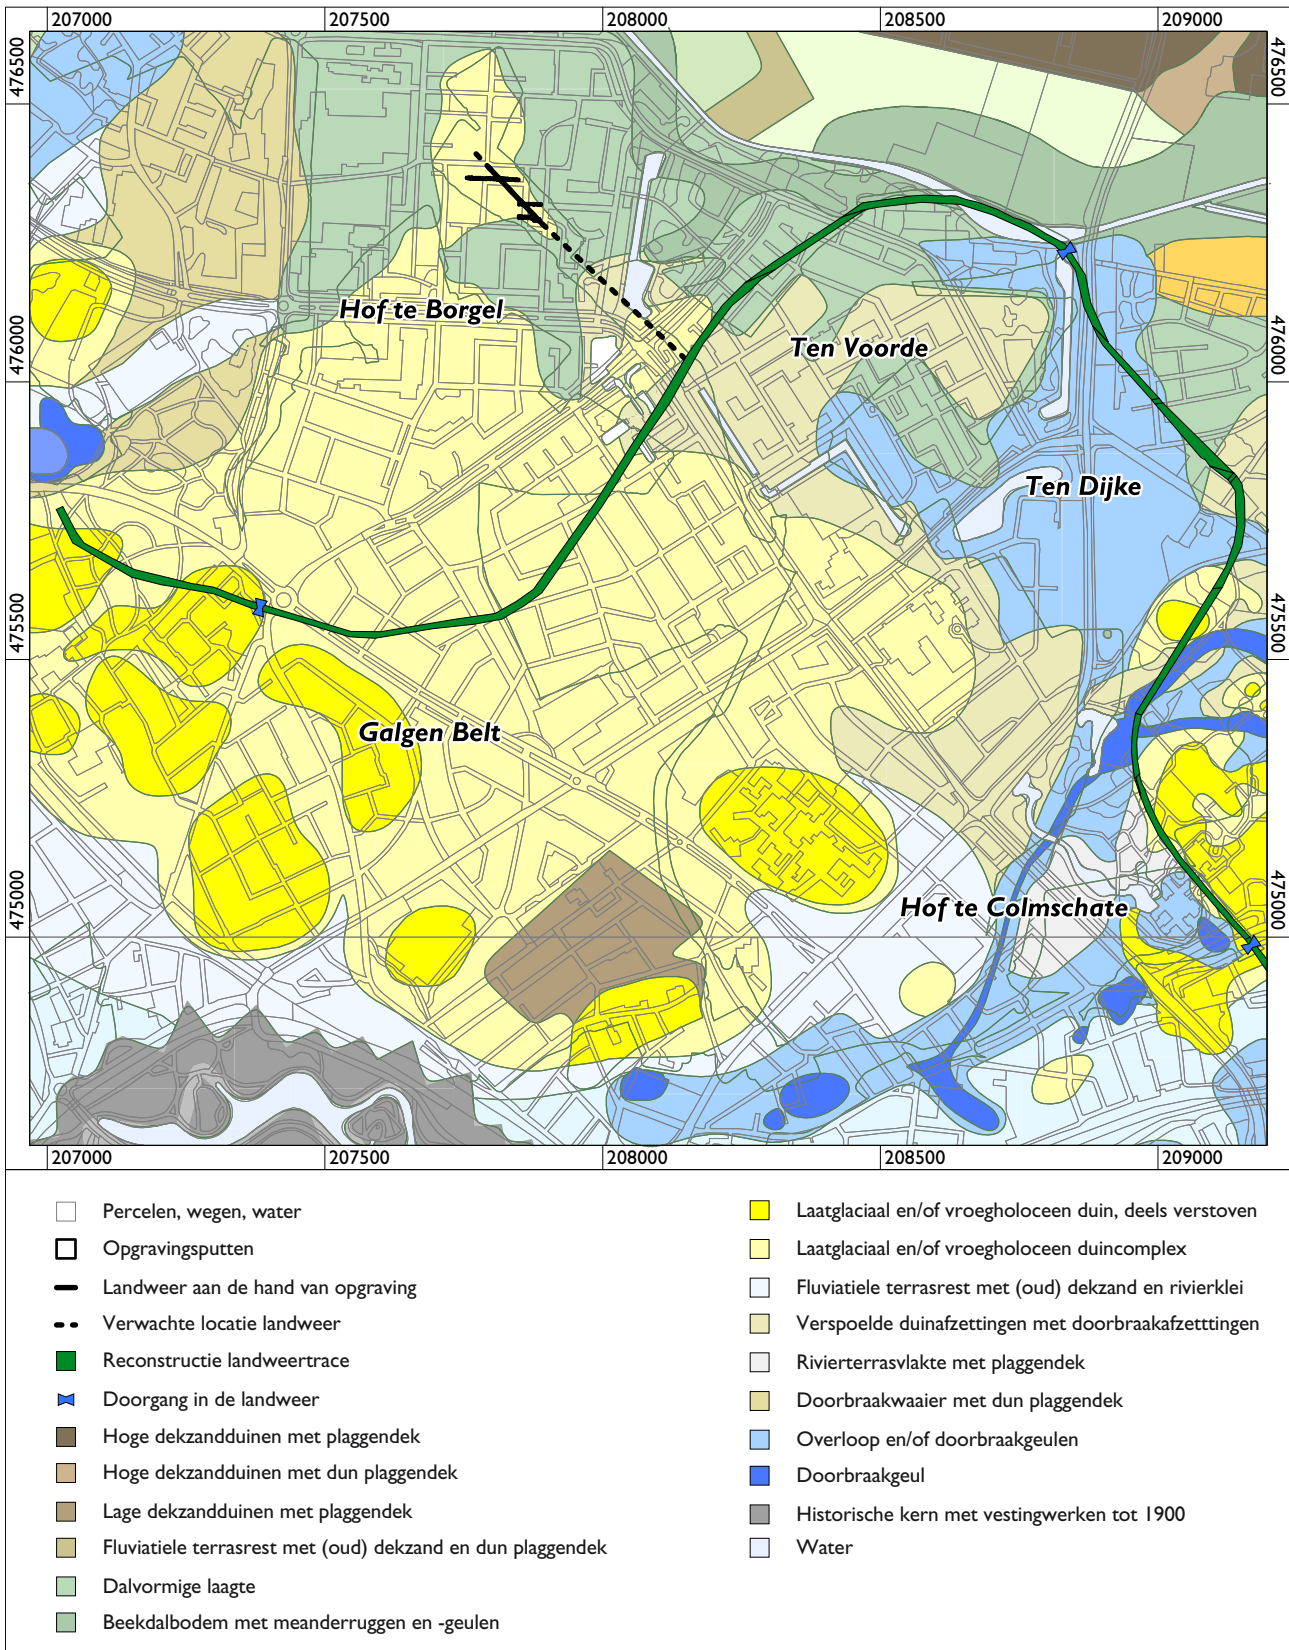 207000 207500 208000 208500 209000
476500
476500
Hof te Borgel
476000
Ten Voorde
476000
Ten Dijke
475500
475500
Galgen Belt
475000
Hof te Colmschate
475000
207000 207500 208000 208500 209000
Percelen, wegen, water
Opgravingsputten
Landweer aan de hand van opgraving
Verwachte locatie landweer
Reconstructie landweertrace
Doorgang in de landweer
Hoge dekzandduinen met plaggendek
Hoge dekzandduinen met dun plaggendek
Lage dekzandduinen met plaggendek
Fluviatiele terrasrest met (oud) dekzand en dun plaggendek
Dalvormige laagte
Beekdalbodem met meanderruggen en -geulen
Laatglaciaal en/of vroegholoceen duin, deels verstoven
Laatglaciaal en/of vroegholoceen duincomplex
Fluviatiele terrasrest met (oud) dekzand en rivierklei
Verspoelde duinafzettingen met doorbraakafzetttingen
Rivierterrasvlakte met plaggendek
Doorbraakwaaier met dun plaggendek
Overloop en/of doorbraakgeulen
Doorbraakgeul
Historische kern met vestingwerken tot 1900
Water